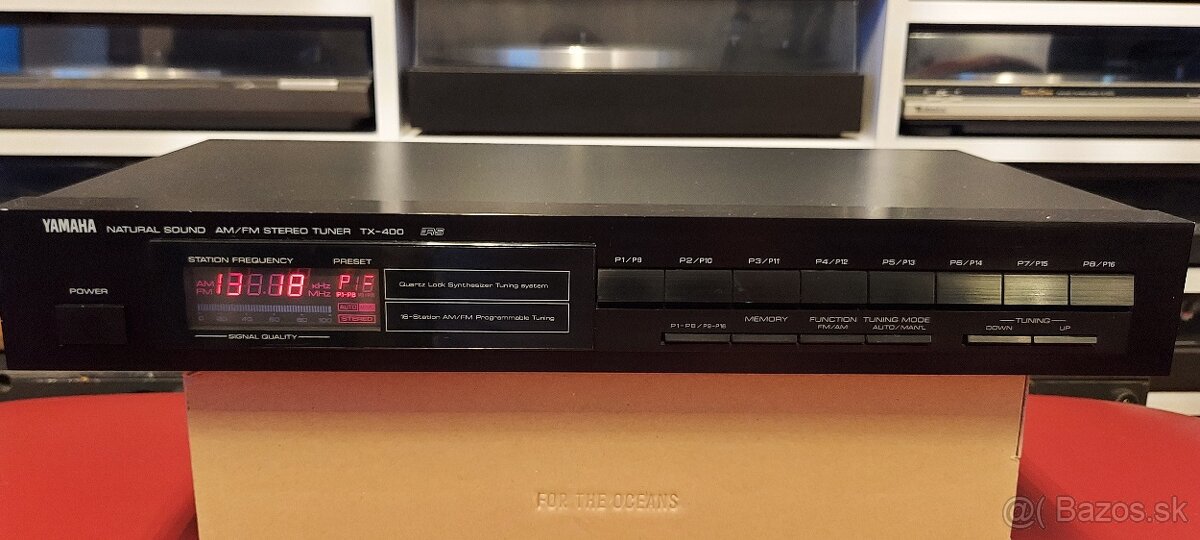 YAMAHA NATURAL SOUND AM/FM STEREO TUNER TX-400 RS
STATION FREQUENCY PRESET
AM
FM
kHz
MHz
P1-P8
AUTO
STEREO
0 20 40 60 80 100
SIGNAL QUALITY
POWER
Quartz Lock Synthesizer Tuning system
16-Station AM/FM Programmable Tuning
P1/P9 P2/P10 P3/P11 P4/P12 P5/P13 P6/P14 P7/P15 P8/P16
P1-P8/P9-P16 MEMORY FUNCTION FM/AM TUNING MODE AUTO/MAN'L
TUNING
DOWN UP
FOR THE OCEANS
@( Bazos.sk